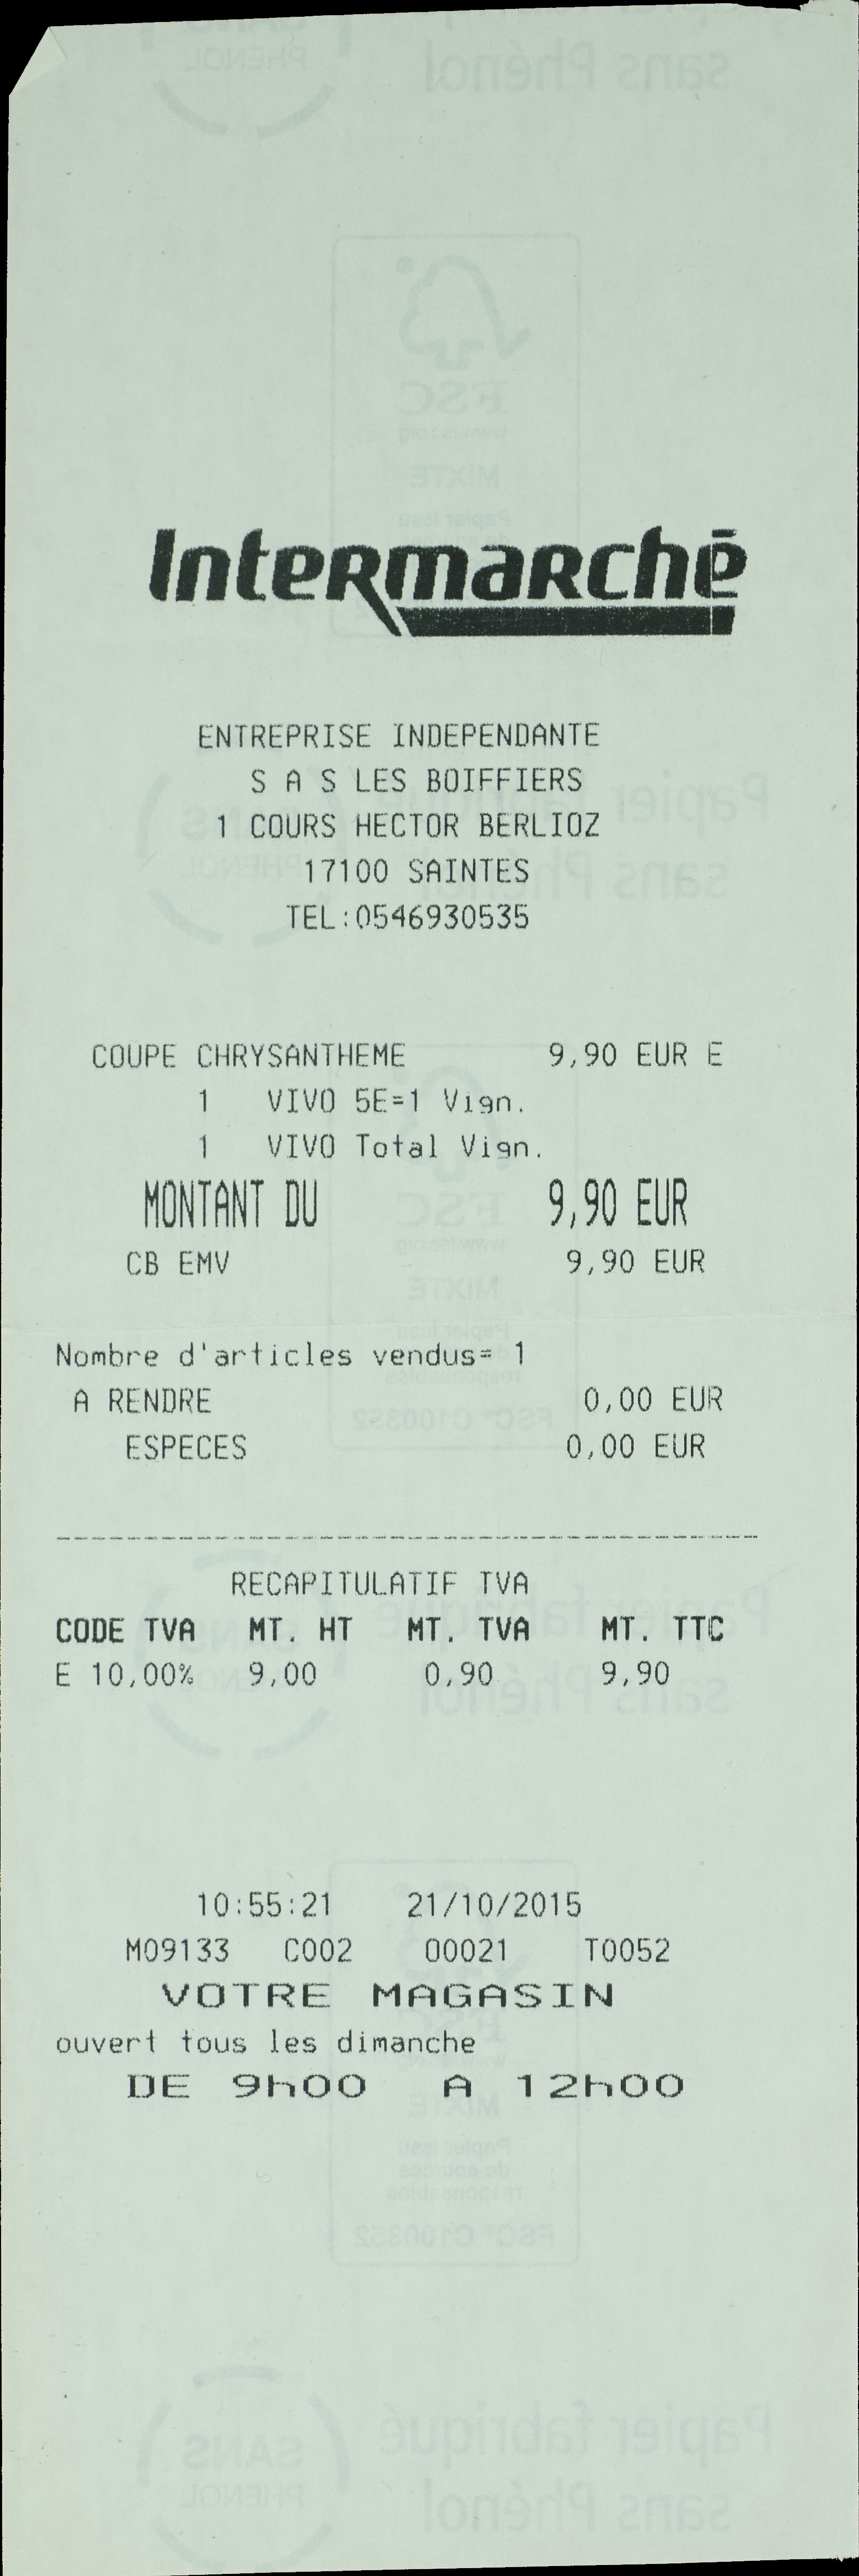 Intermarché
ENTREPRISE INDEPENDANTE
S A S LES BOIFFIERS
1 COURS HECTOR BERLIOZ
17100 SAINTES
TEL:0546930535
COUPE CHRYSANTHEME 9,90 EUR E
1 VIVO 5E=1 Vign.
1 VIVO Total Vign.
MONTANT DU 9,90 EUR
CB EMV 9,90 EUR
Nombre d'articles vendus= 1
A RENDRE 0,00 EUR
ESPECES 0,00 EUR
RECAPITULATIF TVA
CODE TVA MT. HT MT. TVA MT. TTC
E 10,00% 9,00 0,90 9,90
10:55:21 21/10/2015
M09133 C002 00021 T0052
VOTRE MAGASIN
ouvert tous les dimanche
DE 9h00 A 12h00